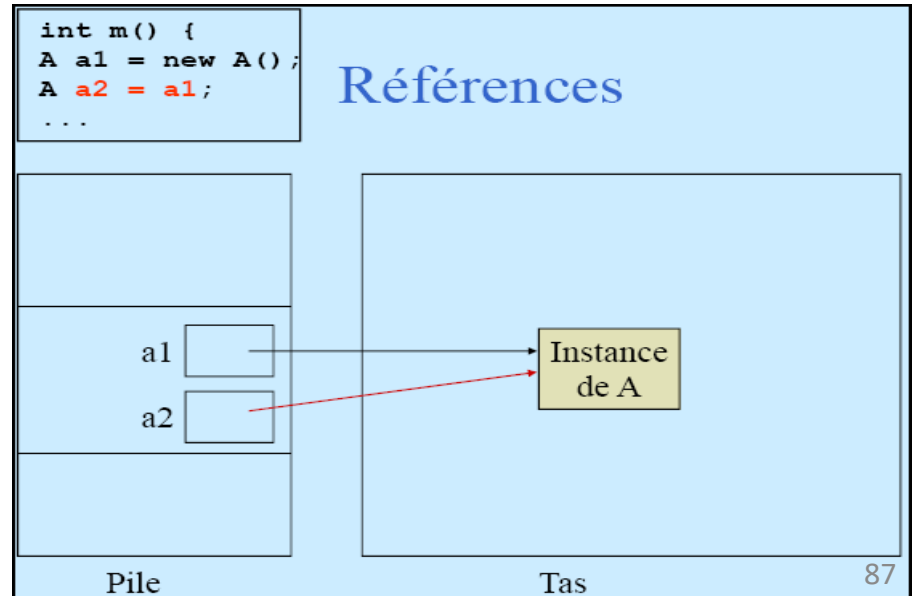 int m() {
A a1 = new A();
A a2 = a1;
...
Références
a1
a2
Instance
de A
Pile
Tas
87